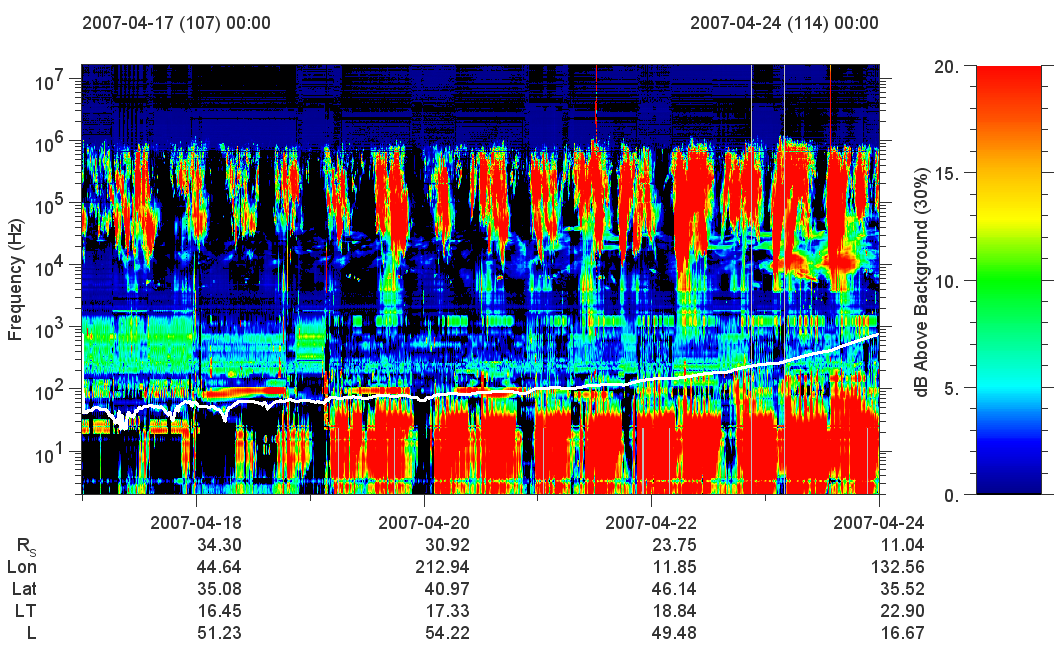 2007-04-17 (107) 00:00 2007-04-24 (114) 00:00
Frequency (Hz)
10⁷
10⁶
10⁵
10⁴
10³
10²
10¹
20.
15.
10.
5.
0.
dB Above Background (30%)
2007-04-18 2007-04-20 2007-04-22 2007-04-24
R_S 34.30 30.92 23.75 11.04
Lon 44.64 212.94 11.85 132.56
Lat 35.08 40.97 46.14 35.52
LT 16.45 17.33 18.84 22.90
L 51.23 54.22 49.48 16.67